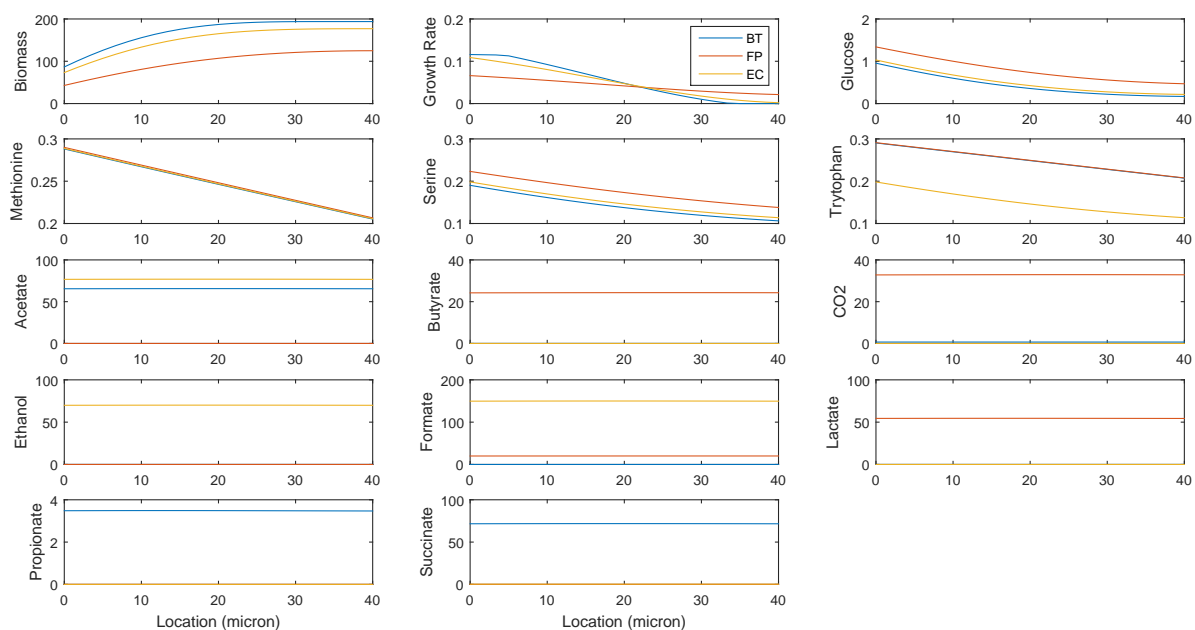 Biomass
200
100
0
0 10 20 30 40
Growth Rate
0.2
0.1
0
0 10 20 30 40
BT
FP
EC
Glucose
2
1
0
0 10 20 30 40
Methionine
0.3
0.25
0.2
0 10 20 30 40
Serine
0.3
0.2
0.1
0 10 20 30 40
Trytophan
0.3
0.2
0.1
0 10 20 30 40
Acetate
100
50
0
0 10 20 30 40
Butyrate
40
20
0
0 10 20 30 40
CO2
40
20
0
0 10 20 30 40
Ethanol
100
50
0
0 10 20 30 40
Formate
200
100
0
0 10 20 30 40
Lactate
100
50
0
0 10 20 30 40
Propionate
4
2
0
0 10 20 30 40
Location (micron)
Succinate
100
50
0
0 10 20 30 40
Location (micron)